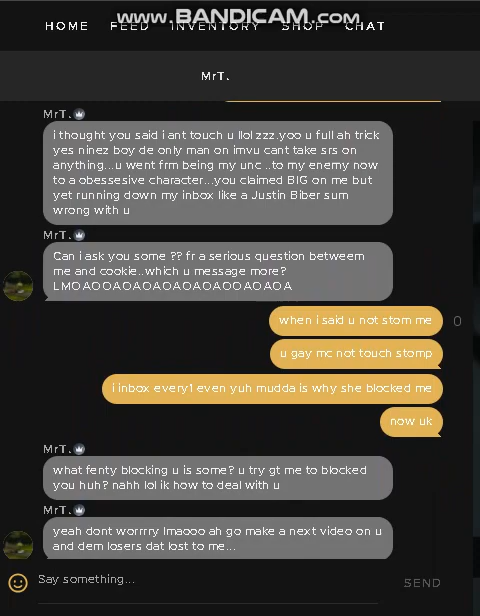 www.BANDICAM.com
HOME FEED INVENTORY SHOP CHAT
MrT.
MrT.
i thought you said i ant touch u llol zzz.yoo u full ah trick
yes ninez boy de only man on imvu cant take srs on
anything...u went frm being my unc ..to my enemy now
to a obessesive character...you claimed BIG on me but
yet running down my inbox like a Justin Biber sum
wrong with u
MrT.
Can i ask you some ?? fr a serious question betweem
me and cookie..which u message more?
LMOAOOAOAOAOAOAOAOOAOAOA
when i said u not stom me
0
u gay mc not touch stomp
i inbox every1 even yuh mudda is why she blocked me
now uk
MrT.
what fenty blocking u is some? u try gt me to blocked
you huh? nahh lol ik how to deal with u
MrT.
yeah dont worrrry lmaooo ah go make a next video on u
and dem losers dat lost to me...
Say something...
SEND